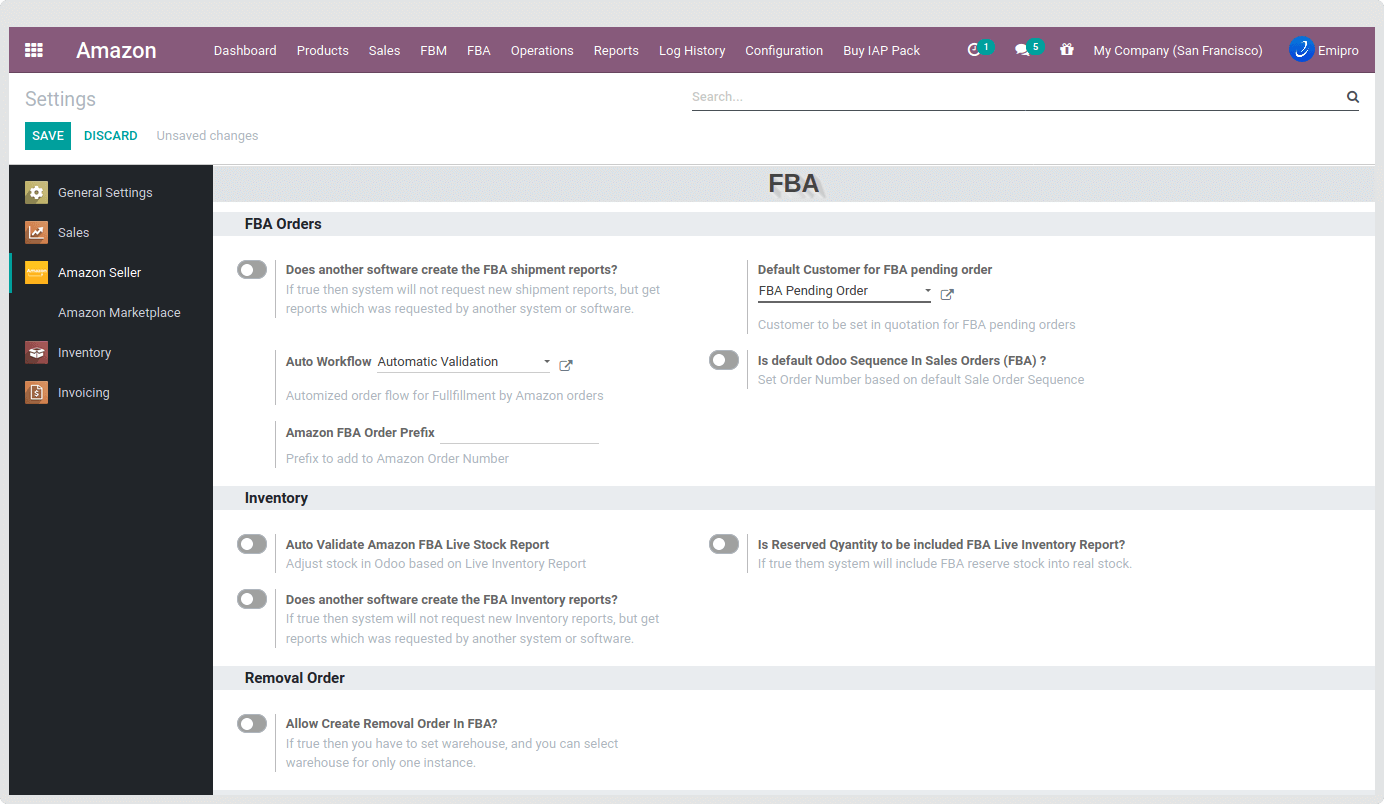 Amazon Dashboard Products Sales FBM FBA Operations Reports Log History Configuration Buy IAP Pack 1 5 My Company (San Francisco) Emipro
Settings
Search...
SAVE DISCARD Unsaved changes
General Settings
Sales
Amazon Seller
Amazon Marketplace
Inventory
Invoicing
FBA
FBA Orders
Does another software create the FBA shipment reports?
If true then system will not request new shipment reports, but get
reports which was requested by another system or software.
Default Customer for FBA pending order
FBA Pending Order
Customer to be set in quotation for FBA pending orders
Auto Workflow Automatic Validation
Automized order flow for Fullfillment by Amazon orders
Is default Odoo Sequence In Sales Orders (FBA) ?
Set Order Number based on default Sale Order Sequence
Amazon FBA Order Prefix
Prefix to add to Amazon Order Number
Inventory
Auto Validate Amazon FBA Live Stock Report
Adjust stock in Odoo based on Live Inventory Report
Is Reserved Qyantity to be included FBA Live Inventory Report?
If true them system will include FBA reserve stock into real stock.
Does another software create the FBA Inventory reports?
If true then system will not request new Inventory reports, but get
reports which was requested by another system or software.
Removal Order
Allow Create Removal Order In FBA?
If true then you have to set warehouse, and you can select
warehouse for only one instance.